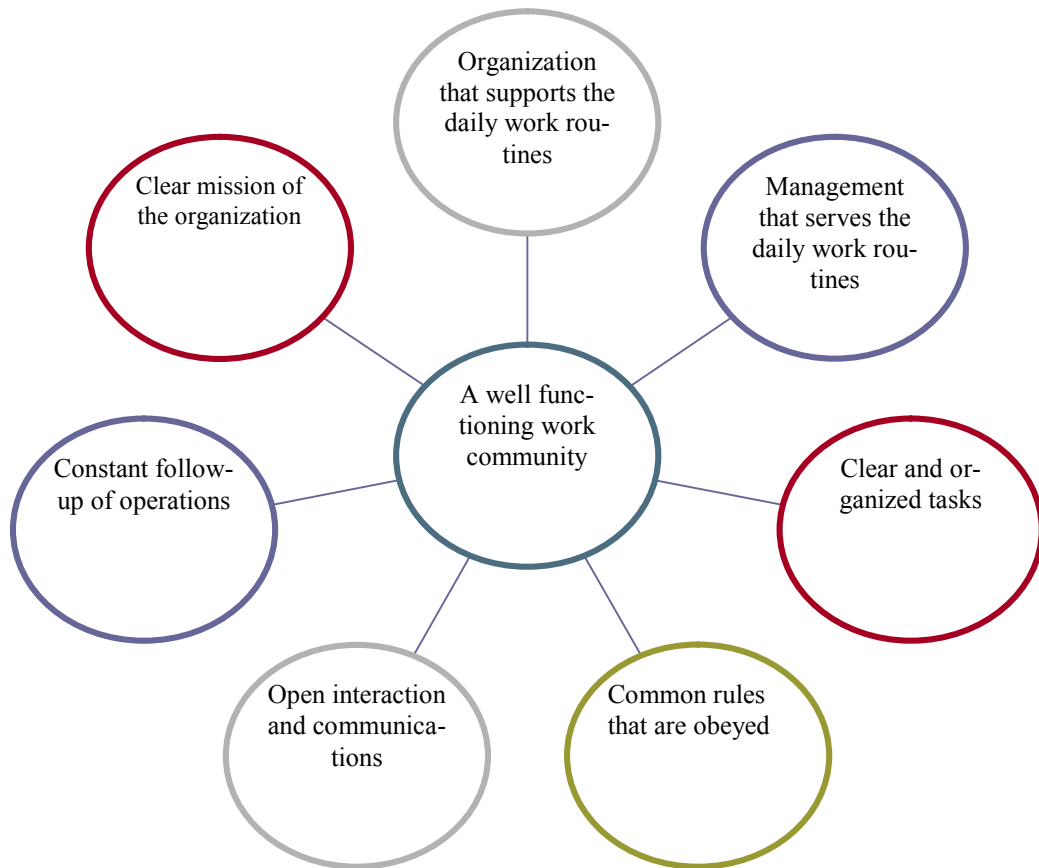 Organization
that supports the
daily work rou-
tines
Management
that serves the
daily work rou-
tines
Clear and or-
ganized tasks
Common rules
that are obeyed
Open interaction
and communica-
tions
Constant follow-
up of operations
Clear mission of
the organization
A well func-
tioning work
community